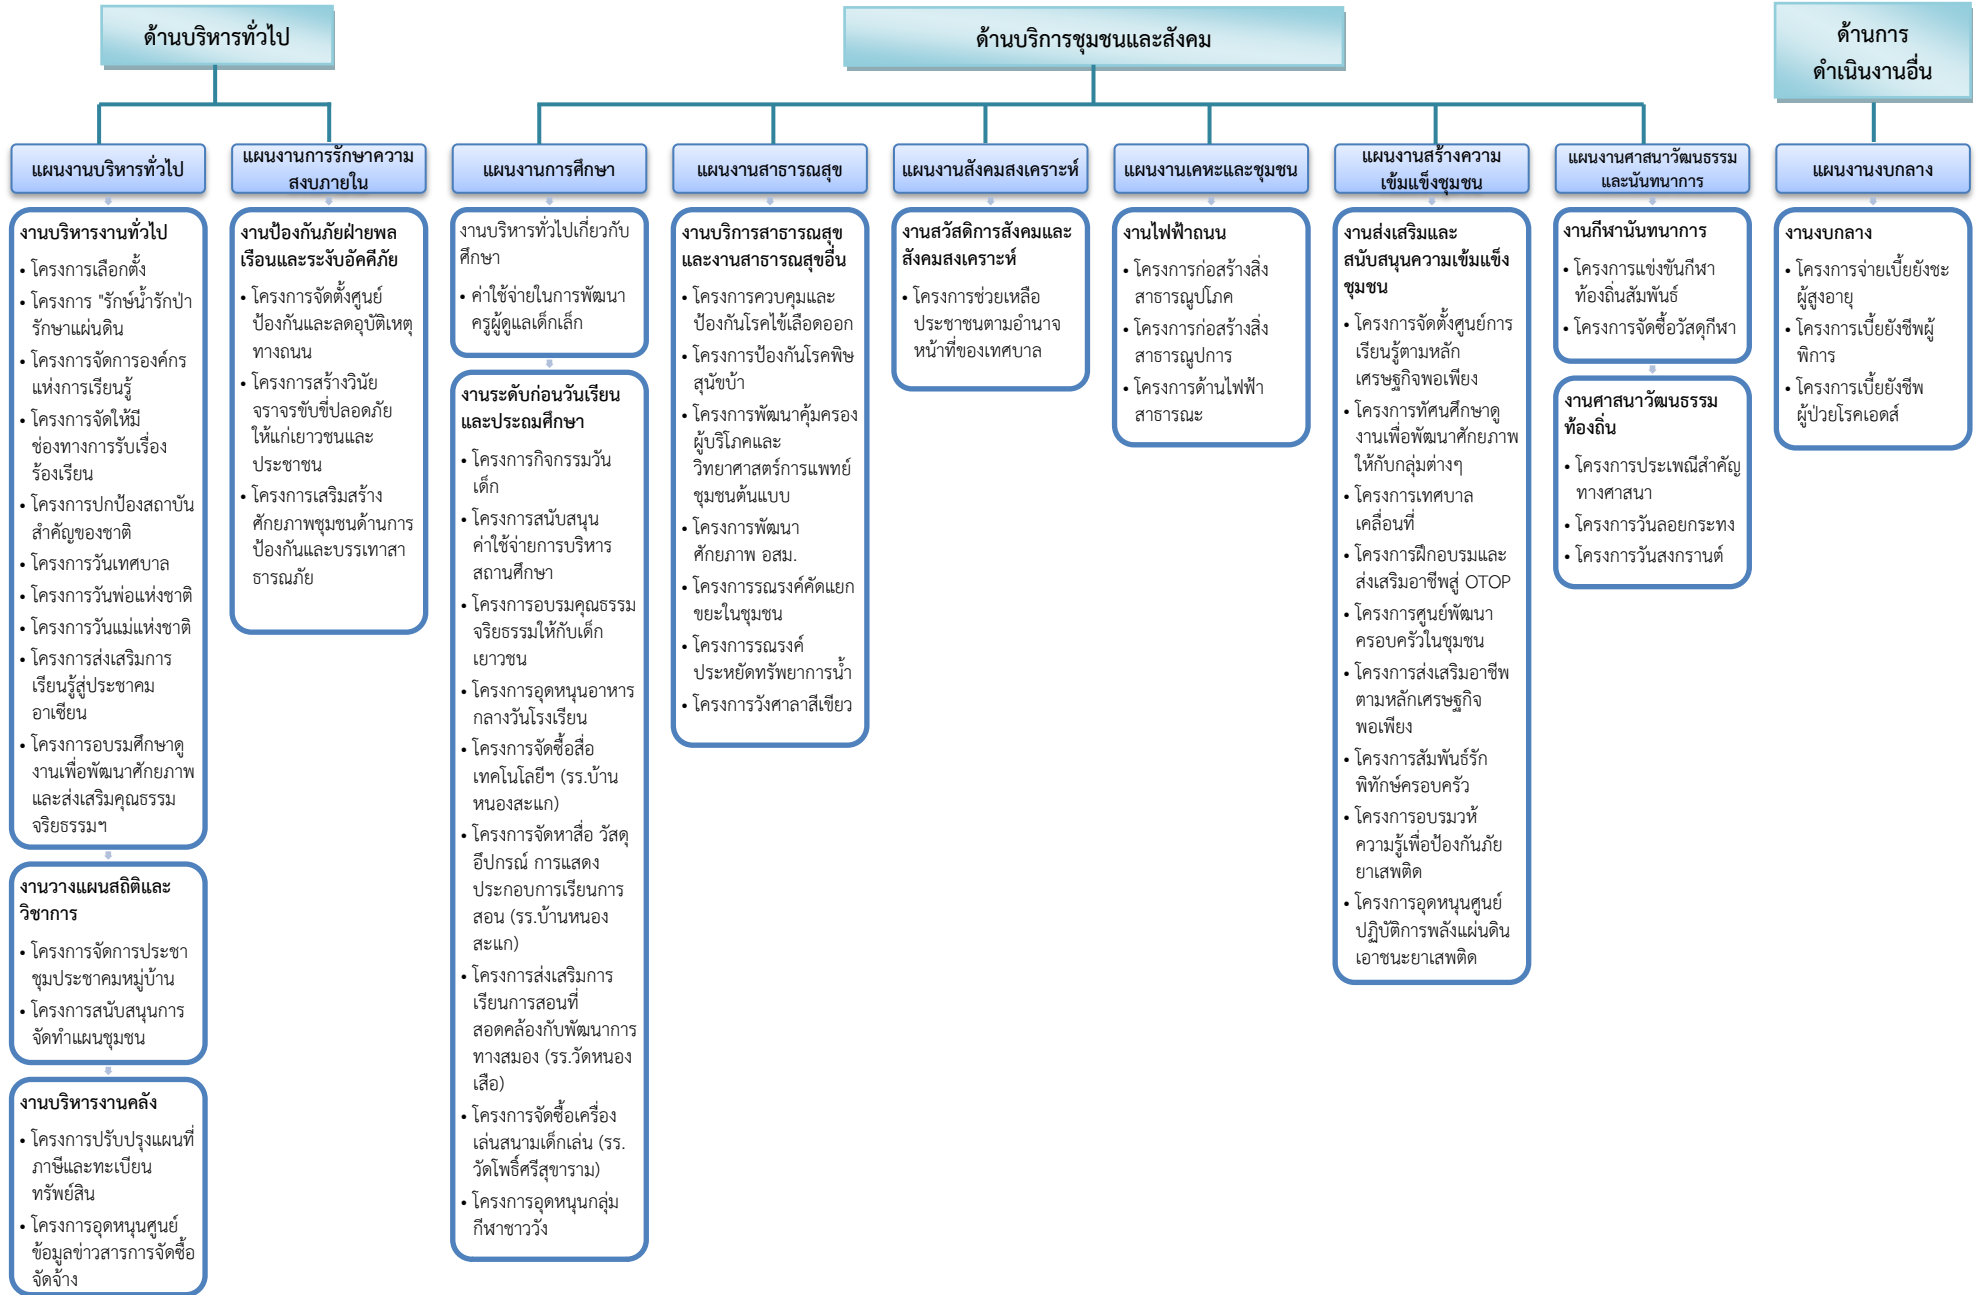 ด้านบริหารทั่วไป
ด้านบริการชุมชนและสังคม
ด้านการ
ดำเนินงานอื่น
แผนงานบริหารทั่วไป
งานบริหารงานทั่วไป
• โครงการเลือกตั้ง
• โครงการ "รักษ์น้ำรักป่า
รักษาแผ่นดิน
• โครงการจัดการองค์กร
แห่งการเรียนรู้
• โครงการจัดให้มี
ช่องทางการรับเรื่อง
ร้องเรียน
• โครงการปกป้องสถาบัน
สำคัญของชาติ
• โครงการวันเทศบาล
• โครงการวันพ่อแห่งชาติ
• โครงการวันแม่แห่งชาติ
• โครงการส่งเสริมการ
เรียนรู้สู่ประชาคม
อาเซียน
• โครงการอบรมศึกษาดู
งานเพื่อพัฒนาศักยภาพ
และส่งเสริมคุณธรรม
จริยธรรมฯ
งานวางแผนสถิติและ
วิชาการ
• โครงการจัดการประชา
ชุมประชาคมหมู่บ้าน
• โครงการสนับสนุนการ
จัดทำแผนชุมชน
งานบริหารงานคลัง
• โครงการปรับปรุงแผนที่
ภาษีและทะเบียน
ทรัพย์สิน
• โครงการอุดหนุนศูนย์
ข้อมูลข่าวสารการจัดซื้อ
จัดจ้าง
แผนงานการรักษาความ
สงบภายใน
งานป้องกันภัยฝ่ายพล
เรือนและระงับอัคคีภัย
• โครงการจัดตั้งศูนย์
ป้องกันและลดอุบัติเหตุ
ทางถนน
• โครงการสร้างวินัย
จราจรขับขี่ปลอดภัย
ให้แก่เยาวชนและ
ประชาชน
• โครงการเสริมสร้าง
ศักยภาพชุมชนด้านการ
ป้องกันและบรรเทาสา
ธารณภัย
แผนงานการศึกษา
งานบริหารทั่วไปเกี่ยวกับ
ศึกษา
• ค่าใช้จ่ายในการพัฒนา
ครูผู้ดูแลเด็กเล็ก
งานระดับก่อนวันเรียน
และประถมศึกษา
• โครงการกิจกรรมวัน
เด็ก
• โครงการสนับสนุน
ค่าใช้จ่ายการบริหาร
สถานศึกษา
• โครงการอบรมคุณธรรม
จริยธรรมให้กับเด็ก
เยาวชน
• โครงการอุดหนุนอาหาร
กลางวันโรงเรียน
• โครงการจัดซื้อสื่อ
เทคโนโลยีฯ (รร.บ้าน
หนองสะแก)
• โครงการจัดหาสื่อ วัสดุ
อึปกรณ์ การแสดง
ประกอบการเรียนการ
สอน (รร.บ้านหนอง
สะแก)
• โครงการส่งเสริมการ
เรียนการสอนที่
สอดคล้องกับพัฒนาการ
ทางสมอง (รร.วัดหนอง
เสือ)
• โครงการจัดซื้อเครื่อง
เล่นสนามเด็กเล่น (รร.
วัดโพธิ์ศรีสุขาราม)
• โครงการอุดหนุนกลุ่ม
กีฬาชาววัง
แผนงานสาธารณสุข
งานบริการสาธารณสุข
และงานสาธารณสุขอื่น
• โครงการควบคุมและ
ป้องกันโรคไข้เลือดออก
• โครงการป้องกันโรคพิษ
สุนัขบ้า
• โครงการพัฒนาคุ้มครอง
ผู้บริโภคและ
วิทยาศาสตร์การแพทย์
ชุมชนต้นแบบ
• โครงการพัฒนา
ศักยภาพ อสม.
• โครงการรณรงค์คัดแยก
ขยะในชุมชน
• โครงการรณรงค์
ประหยัดทรัพยาการน้ำ
• โครงการวังศาลาสีเขียว
แผนงานสังคมสงเคราะห์
งานสวัสดิการสังคมและ
สังคมสงเคราะห์
• โครงการช่วยเหลือ
ประชาชนตามอำนาจ
หน้าที่ของเทศบาล
แผนงานเคหะและชุมชน
งานไฟฟ้าถนน
• โครงการก่อสร้างสิ่ง
สาธารณูปโภค
• โครงการก่อสร้างสิ่ง
สาธารณูปการ
• โครงการด้านไฟฟ้า
สาธารณะ
แผนงานสร้างความ
เข้มแข็งชุมชน
งานส่งเสริมและ
สนับสนุนความเข้มแข็ง
ชุมชน
• โครงการจัดตั้งศูนย์การ
เรียนรู้ตามหลัก
เศรษฐกิจพอเพียง
• โครงการทัศนศึกษาดู
งานเพื่อพัฒนาศักยภาพ
ให้กับกลุ่มต่างๆ
• โครงการเทศบาล
เคลื่อนที่
• โครงการฝึกอบรมและ
ส่งเสริมอาชีพสู่ OTOP
• โครงการศูนย์พัฒนา
ครอบครัวในชุมชน
• โครงการส่งเสริมอาชีพ
ตามหลักเศรษฐกิจ
พอเพียง
• โครงการสัมพันธ์รัก
พิทักษ์ครอบครัว
• โครงการอบรมวห้
ความรู้เพื่อป้องกันภัย
ยาเสพติด
• โครงการอุดหนุนศูนย์
ปฏิบัติการพลังแผ่นดิน
เอาชนะยาเสพติด
แผนงานศาสนาวัฒนธรรม
และนันทนาการ
งานกีฬานันทนาการ
• โครงการแข่งขันกีฬา
ท้องถิ่นสัมพันธ์
• โครงการจัดซื้อวัสดุกีฬา
งานศาสนาวัฒนธรรม
ท้องถิ่น
• โครงการประเพณีสำคัญ
ทางศาสนา
• โครงการวันลอยกระทง
• โครงการวันสงกรานต์
แผนงานงบกลาง
งานงบกลาง
• โครงการจ่ายเบี้ยยังชะ
ผู้สูงอายุ
• โครงการเบี้ยยังชีพผู้
พิการ
• โครงการเบี้ยยังชีพ
ผู้ป่วยโรคเอดส์